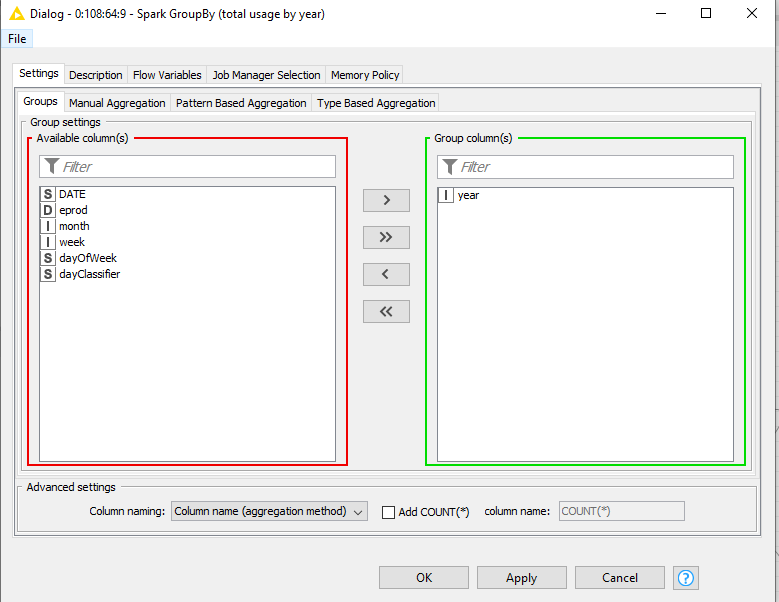 Dialog - 0:108:64:9 - Spark GroupBy (total usage by year)
File
Settings Description Flow Variables Job Manager Selection Memory Policy
Groups Manual Aggregation Pattern Based Aggregation Type Based Aggregation
Group settings
Available column(s) Group column(s)
Filter Filter
S DATE I year
D eprod
I month
I week
S dayOfWeek
S dayClassifier
>
>>
<
<<
Advanced settings
Column naming: Column name (aggregation method) Add COUNT(*) column name: COUNT(*)
OK Apply Cancel ?